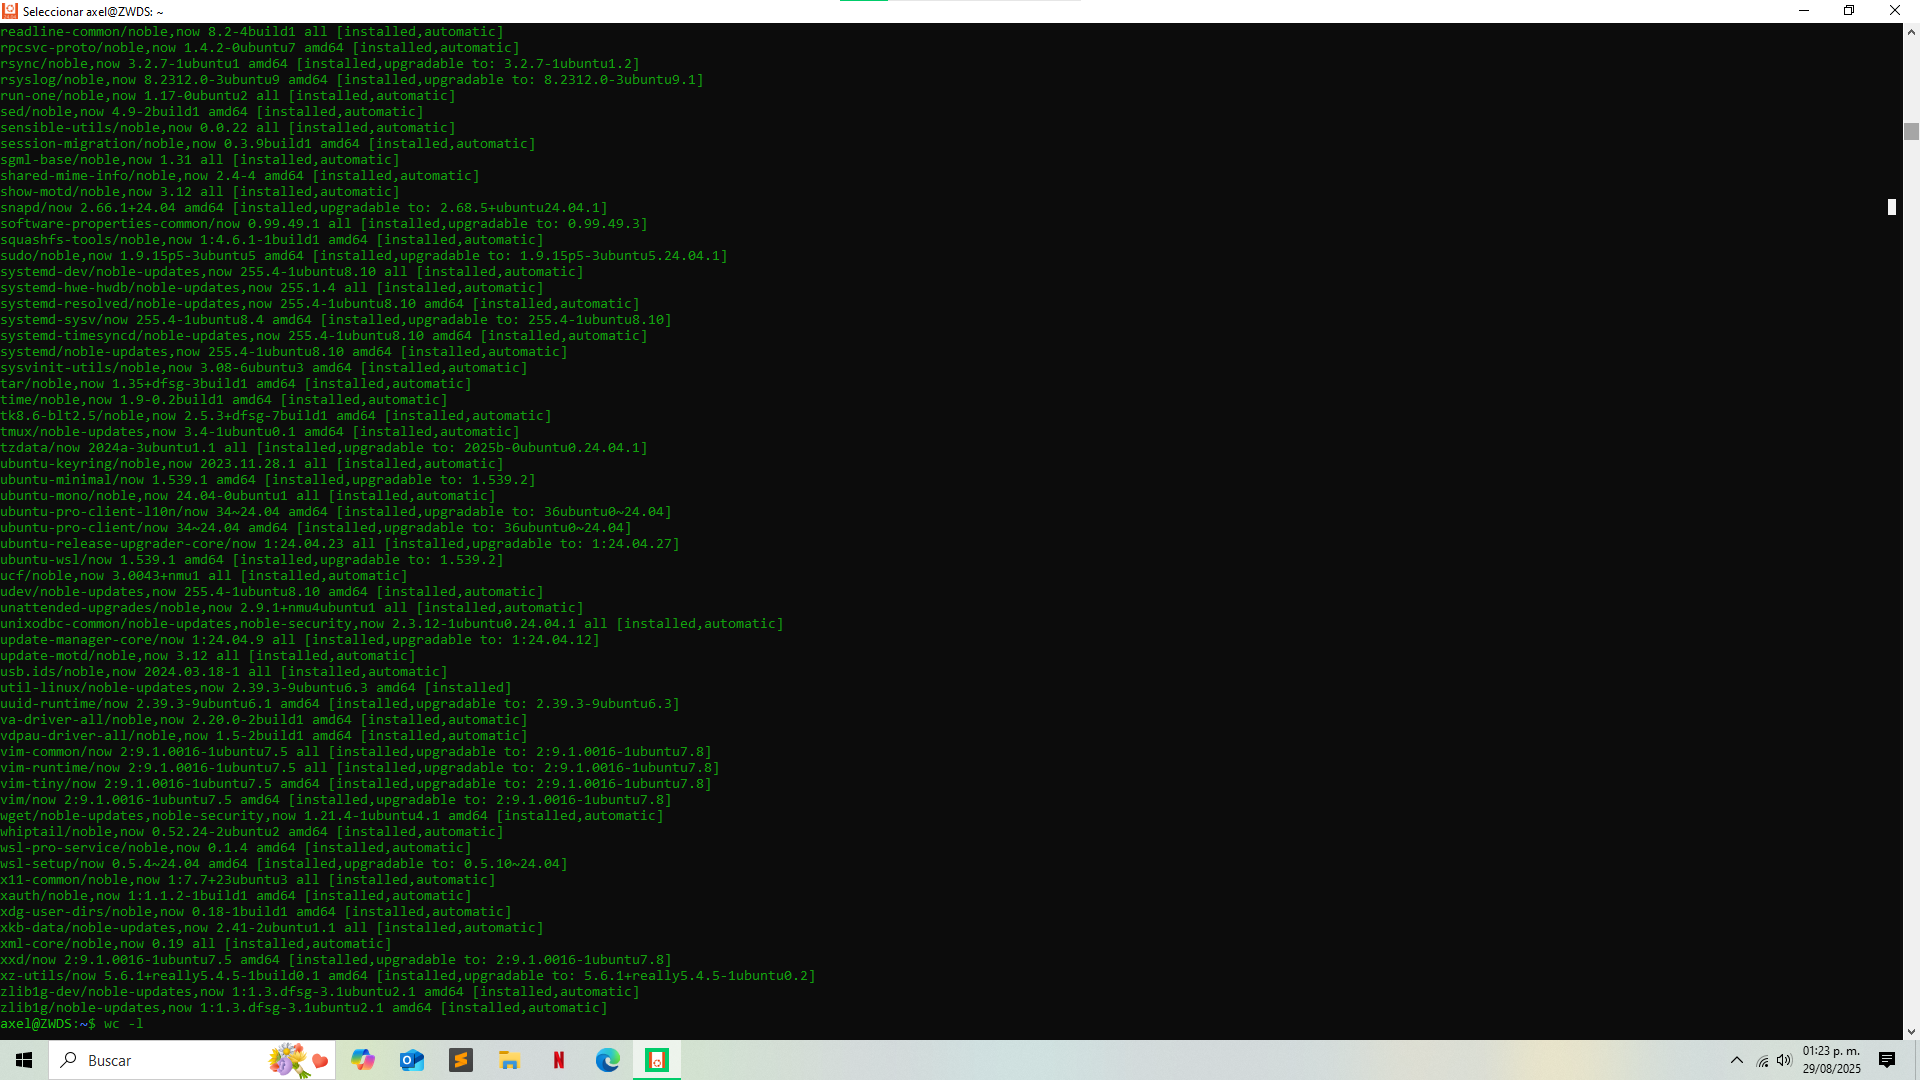 Seleccionar axel@ZWDS: ~
readline-common/noble,now 8.2-4build1 all [installed,automatic]
rpcsvc-proto/noble,now 1.4.2-0ubuntu7 amd64 [installed,automatic]
rsync/noble,now 3.2.7-1ubuntu1 amd64 [installed,upgradable to: 3.2.7-1ubuntu1.2]
rsyslog/noble,now 8.2312.0-3ubuntu9 amd64 [installed,upgradable to: 8.2312.0-3ubuntu9.1]
run-one/noble,now 1.17-0ubuntu2 all [installed,automatic]
sed/noble,now 4.9-2build1 amd64 [installed,automatic]
sensible-utils/noble,now 0.0.22 all [installed,automatic]
session-migration/noble,now 0.3.9build1 amd64 [installed,automatic]
sgml-base/noble,now 1.31 all [installed,automatic]
shared-mime-info/noble,now 2.4-4 amd64 [installed,automatic]
show-motd/noble,now 3.12 all [installed,automatic]
snapd/now 2.66.1+24.04 amd64 [installed,upgradable to: 2.68.5+ubuntu24.04.1]
software-properties-common/now 0.99.49.1 all [installed,upgradable to: 0.99.49.3]
squashfs-tools/noble,now 1:4.6.1-1build1 amd64 [installed,automatic]
sudo/noble,now 1.9.15p5-3ubuntu5 amd64 [installed,upgradable to: 1.9.15p5-3ubuntu5.24.04.1]
systemd-dev/noble-updates,now 255.4-1ubuntu8.10 all [installed,automatic]
systemd-hwe-hwdb/noble-updates,now 255.1.4 all [installed,automatic]
systemd-resolved/noble-updates,now 255.4-1ubuntu8.10 amd64 [installed,automatic]
systemd-sysv/now 255.4-1ubuntu8.4 amd64 [installed,upgradable to: 255.4-1ubuntu8.10]
systemd-timesyncd/noble-updates,now 255.4-1ubuntu8.10 amd64 [installed,automatic]
systemd/noble-updates,now 255.4-1ubuntu8.10 amd64 [installed,automatic]
sysvinit-utils/noble,now 3.08-6ubuntu3 amd64 [installed,automatic]
tar/noble,now 1.35+dfsg-3build1 amd64 [installed,automatic]
time/noble,now 1.9-0.2build1 amd64 [installed,automatic]
tk8.6-blt2.5/noble,now 2.5.3+dfsg-7build1 amd64 [installed,automatic]
tmux/noble-updates,now 3.4-1ubuntu0.1 amd64 [installed,automatic]
tzdata/now 2024a-3ubuntu1.1 all [installed,upgradable to: 2025b-0ubuntu0.24.04.1]
ubuntu-keyring/noble,now 2023.11.28.1 all [installed,automatic]
ubuntu-minimal/now 1.539.1 amd64 [installed,upgradable to: 1.539.2]
ubuntu-mono/noble,now 24.04-0ubuntu1 all [installed,automatic]
ubuntu-pro-client-l10n/now 34~24.04 amd64 [installed,upgradable to: 36ubuntu0~24.04]
ubuntu-pro-client/now 34~24.04 amd64 [installed,upgradable to: 36ubuntu0~24.04]
ubuntu-release-upgrader-core/now 1:24.04.23 all [installed,upgradable to: 1:24.04.27]
ubuntu-wsl/now 1.539.1 amd64 [installed,upgradable to: 1.539.2]
ucf/noble,now 3.0043+nmu1 all [installed,automatic]
udev/noble-updates,now 255.4-1ubuntu8.10 amd64 [installed,automatic]
unattended-upgrades/noble,now 2.9.1+nmu4ubuntu1 all [installed,automatic]
unixodbc-common/noble-updates,noble-security,now 2.3.12-1ubuntu0.24.04.1 all [installed,automatic]
update-manager-core/now 1:24.04.9 all [installed,upgradable to: 1:24.04.12]
update-motd/noble,now 3.12 all [installed,automatic]
usb.ids/noble,now 2024.03.18-1 all [installed,automatic]
util-linux/noble-updates,now 2.39.3-9ubuntu6.3 amd64 [installed]
uuid-runtime/now 2.39.3-9ubuntu6.1 amd64 [installed,upgradable to: 2.39.3-9ubuntu6.3]
va-driver-all/noble,now 2.20.0-2build1 amd64 [installed,automatic]
vdpau-driver-all/noble,now 1.5-2build1 amd64 [installed,automatic]
vim-common/now 2:9.1.0016-1ubuntu7.5 all [installed,upgradable to: 2:9.1.0016-1ubuntu7.8]
vim-runtime/now 2:9.1.0016-1ubuntu7.5 all [installed,upgradable to: 2:9.1.0016-1ubuntu7.8]
vim-tiny/now 2:9.1.0016-1ubuntu7.5 amd64 [installed,upgradable to: 2:9.1.0016-1ubuntu7.8]
vim/now 2:9.1.0016-1ubuntu7.5 amd64 [installed,upgradable to: 2:9.1.0016-1ubuntu7.8]
wget/noble-updates,noble-security,now 1.21.4-1ubuntu4.1 amd64 [installed,automatic]
whiptail/noble,now 0.52.24-2ubuntu2 amd64 [installed,automatic]
wsl-pro-service/noble,now 0.1.4 amd64 [installed,automatic]
wsl-setup/now 0.5.4~24.04 amd64 [installed,upgradable to: 0.5.10~24.04]
x11-common/noble,now 1:7.7+23ubuntu3 all [installed,automatic]
xauth/noble,now 1:1.1.2-1build1 amd64 [installed,automatic]
xdg-user-dirs/noble,now 0.18-1build1 amd64 [installed,automatic]
xkb-data/noble-updates,now 2.41-2ubuntu1.1 all [installed,automatic]
xml-core/noble,now 0.19 all [installed,automatic]
xxd/now 2:9.1.0016-1ubuntu7.5 amd64 [installed,upgradable to: 2:9.1.0016-1ubuntu7.8]
xz-utils/now 5.6.1+really5.4.5-1build0.1 amd64 [installed,upgradable to: 5.6.1+really5.4.5-1ubuntu0.2]
zlib1g-dev/noble-updates,now 1:1.3.dfsg-3.1ubuntu2.1 amd64 [installed,automatic]
zlib1g/noble-updates,now 1:1.3.dfsg-3.1ubuntu2.1 amd64 [installed,automatic]
axel@ZWDS:~$ wc -l
Buscar
01:23 p. m.
29/08/2025